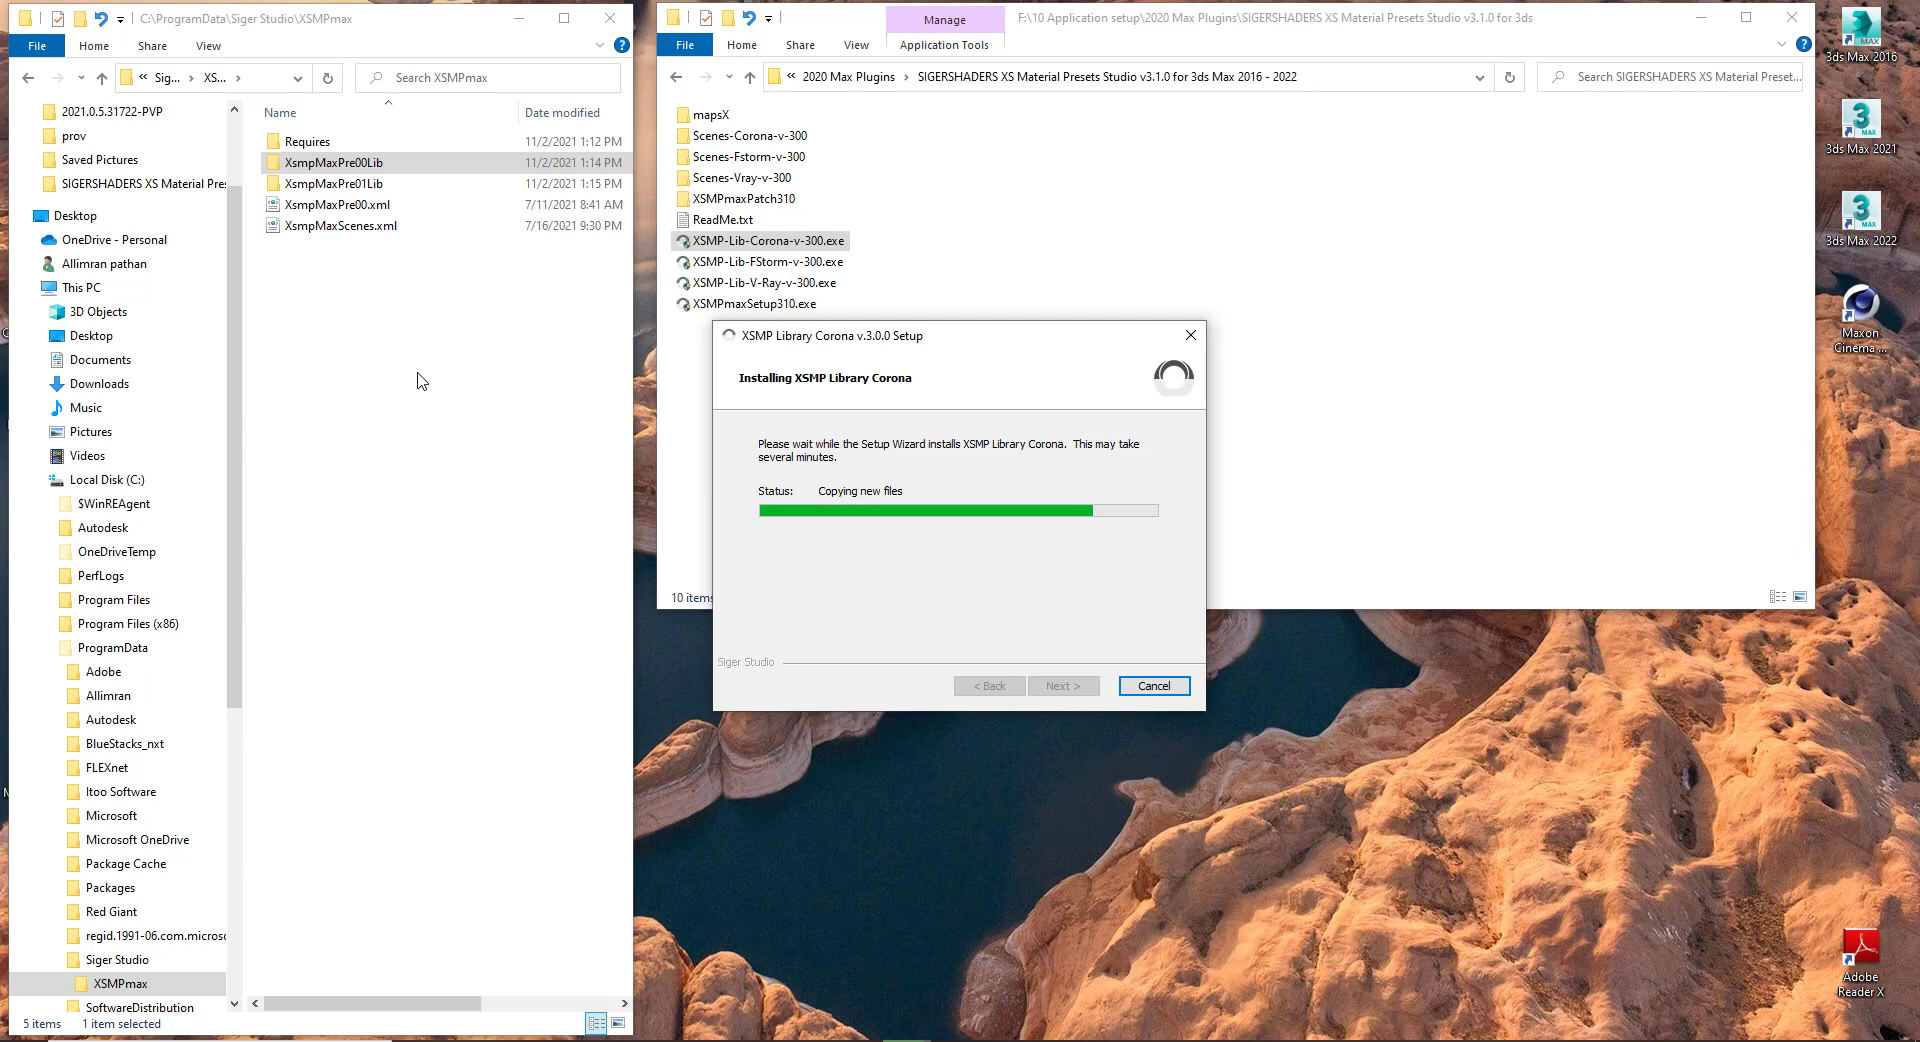 C:\ProgramData\Siger Studio\XSMPmax
File
Home
Share
View
« Sig... › XS... ›
Search XSMPmax
2021.0.5.31722-PVP
prov
Saved Pictures
SIGERSHADERS XS Material Pre
Desktop
OneDrive - Personal
Allimran pathan
This PC
3D Objects
Desktop
Documents
Downloads
Music
Pictures
Videos
Local Disk (C:)
$WinREAgent
Autodesk
OneDriveTemp
PerfLogs
Program Files
Program Files (x86)
ProgramData
Adobe
Allimran
Autodesk
BlueStacks_nxt
FLEXnet
Itoo Software
Microsoft
Microsoft OneDrive
Package Cache
Packages
Red Giant
regid.1991-06.com.micros
Siger Studio
XSMPmax
SoftwareDistribution
Name Date modified
Requires 11/2/2021 1:12 PM
XsmpMaxPre00Lib 11/2/2021 1:14 PM
XsmpMaxPre01Lib 11/2/2021 1:15 PM
XsmpMaxPre00.xml 7/11/2021 8:41 AM
XsmpMaxScenes.xml 7/16/2021 9:30 PM
5 items 1 item selected
Manage
F:\10 Application setup\2020 Max Plugins\SIGERSHADERS XS Material Presets Studio v3.1.0 for 3ds
File
Home
Share
View
Application Tools
« 2020 Max Plugins › SIGERSHADERS XS Material Presets Studio v3.1.0 for 3ds Max 2016 - 2022
Search SIGERSHADERS XS Material Preset...
mapsX
Scenes-Corona-v-300
Scenes-Fstorm-v-300
Scenes-Vray-v-300
XSMPmaxPatch310
ReadMe.txt
XSMP-Lib-Corona-v-300.exe
XSMP-Lib-FStorm-v-300.exe
XSMP-Lib-V-Ray-v-300.exe
XSMPmaxSetup310.exe
10 items
XSMP Library Corona v.3.0.0 Setup
Installing XSMP Library Corona
Please wait while the Setup Wizard installs XSMP Library Corona. This may take
several minutes.
Status: Copying new files
Siger Studio
< Back
Next >
Cancel
MAX
3ds Max 2016
3
MAX
3ds Max 2021
3
MAX
3ds Max 2022
Maxon
Cinema ...
Adobe
Reader X